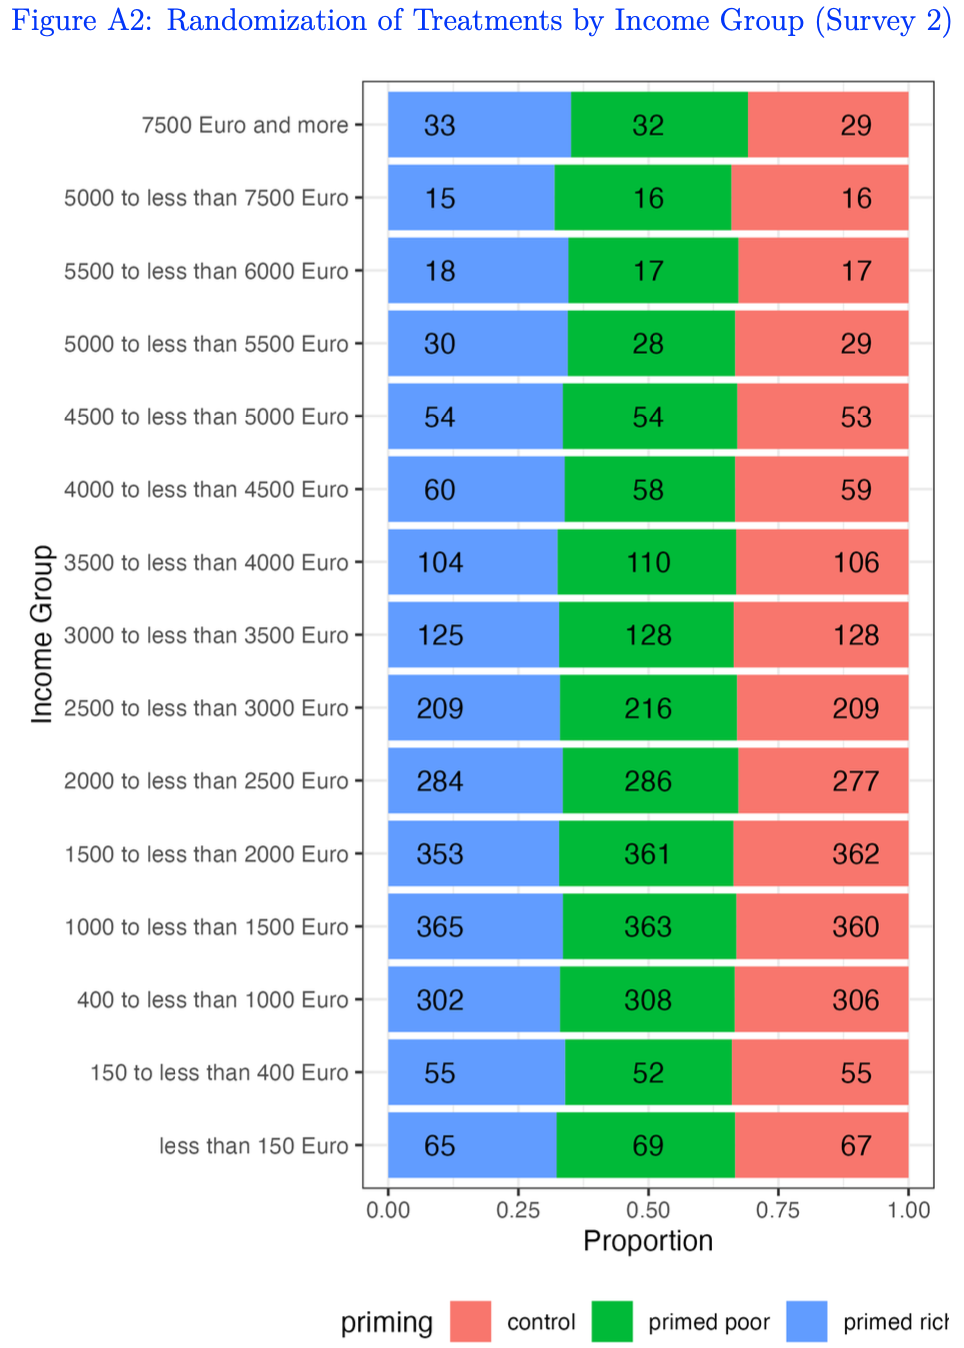 Figure A2: Randomization of Treatments by Income Group (Survey 2)
7500 Euro and more 33 32 29
5000 to less than 7500 Euro 15 16 16
5500 to less than 6000 Euro 18 17 17
5000 to less than 5500 Euro 30 28 29
4500 to less than 5000 Euro 54 54 53
4000 to less than 4500 Euro 60 58 59
3500 to less than 4000 Euro 104 110 106
3000 to less than 3500 Euro 125 128 128
2500 to less than 3000 Euro 209 216 209
2000 to less than 2500 Euro 284 286 277
1500 to less than 2000 Euro 353 361 362
1000 to less than 1500 Euro 365 363 360
400 to less than 1000 Euro 302 308 306
150 to less than 400 Euro 55 52 55
less than 150 Euro 65 69 67
Income Group
0.00 0.25 0.50 0.75 1.00
Proportion
priming control primed poor primed rich